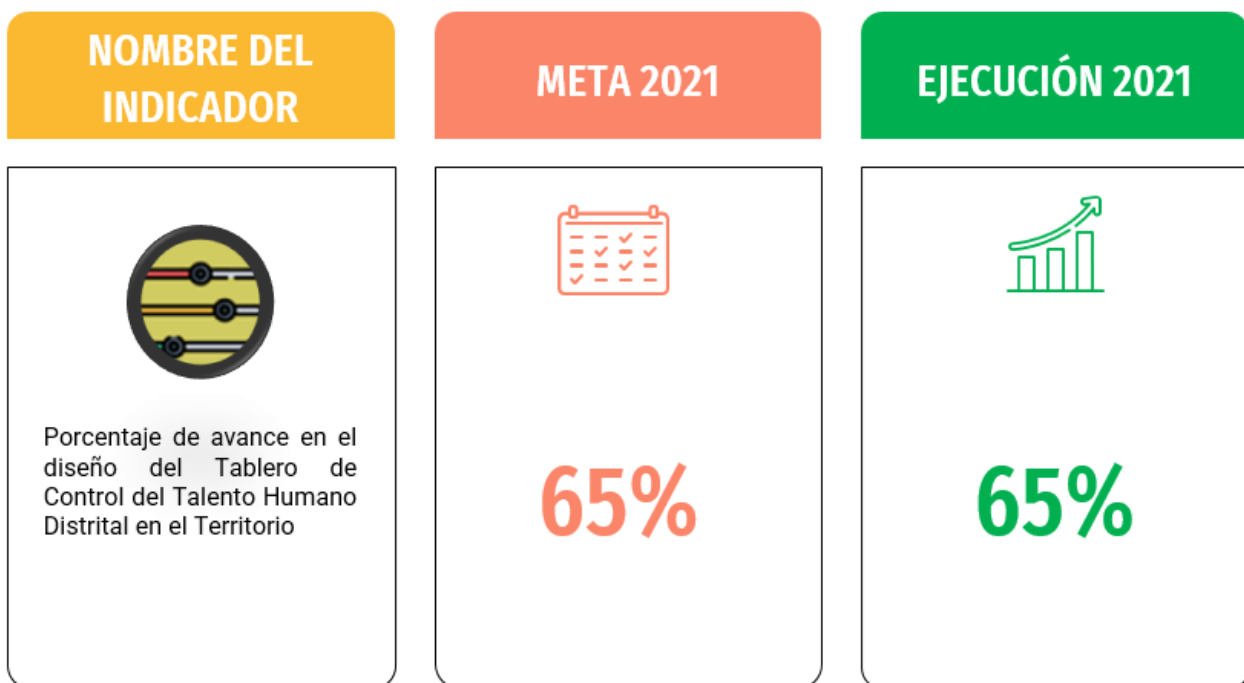 NOMBRE DEL
INDICADOR
META 2021
EJECUCIÓN 2021
Porcentaje de avance en el
diseño del Tablero de
Control del Talento Humano
Distrital en el Territorio
65%
65%